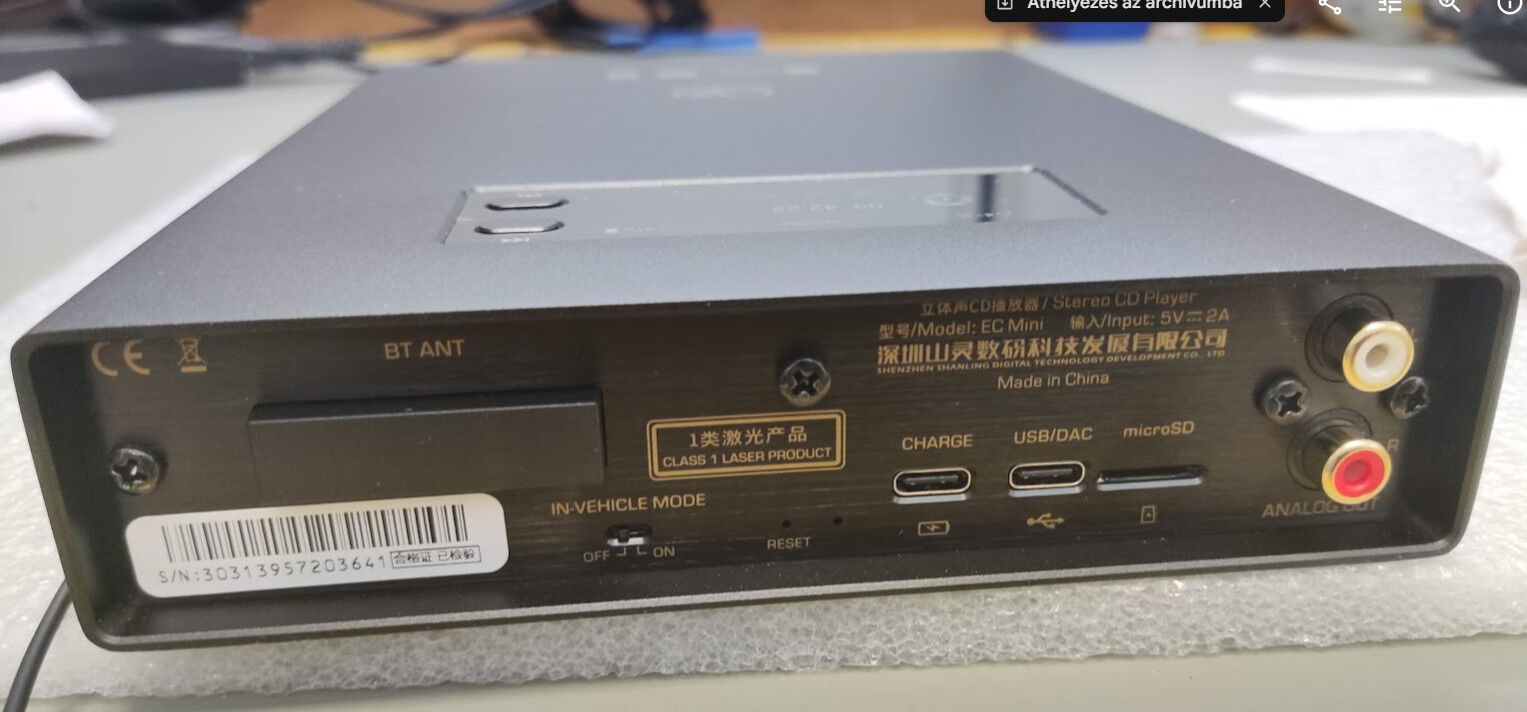 Áthelyezés az archívumba
00:42:22
立体声CD播放器 / Stereo CD Player
型号/Model: EC Mini 输入/Input: 5V⎓2A
深圳山灵数码科技发展有限公司
SHENZHEN SHANLING DIGITAL TECHNOLOGY DEVELOPMENT CO., LTD
Made in China
CE
BT ANT
1类激光产品
CLASS 1 LASER PRODUCT
CHARGE
USB/DAC
microSD
R
ANALOG OUT
IN-VEHICLE MODE
OFF ON
RESET
S/N:30313957203641 合格证 已检验